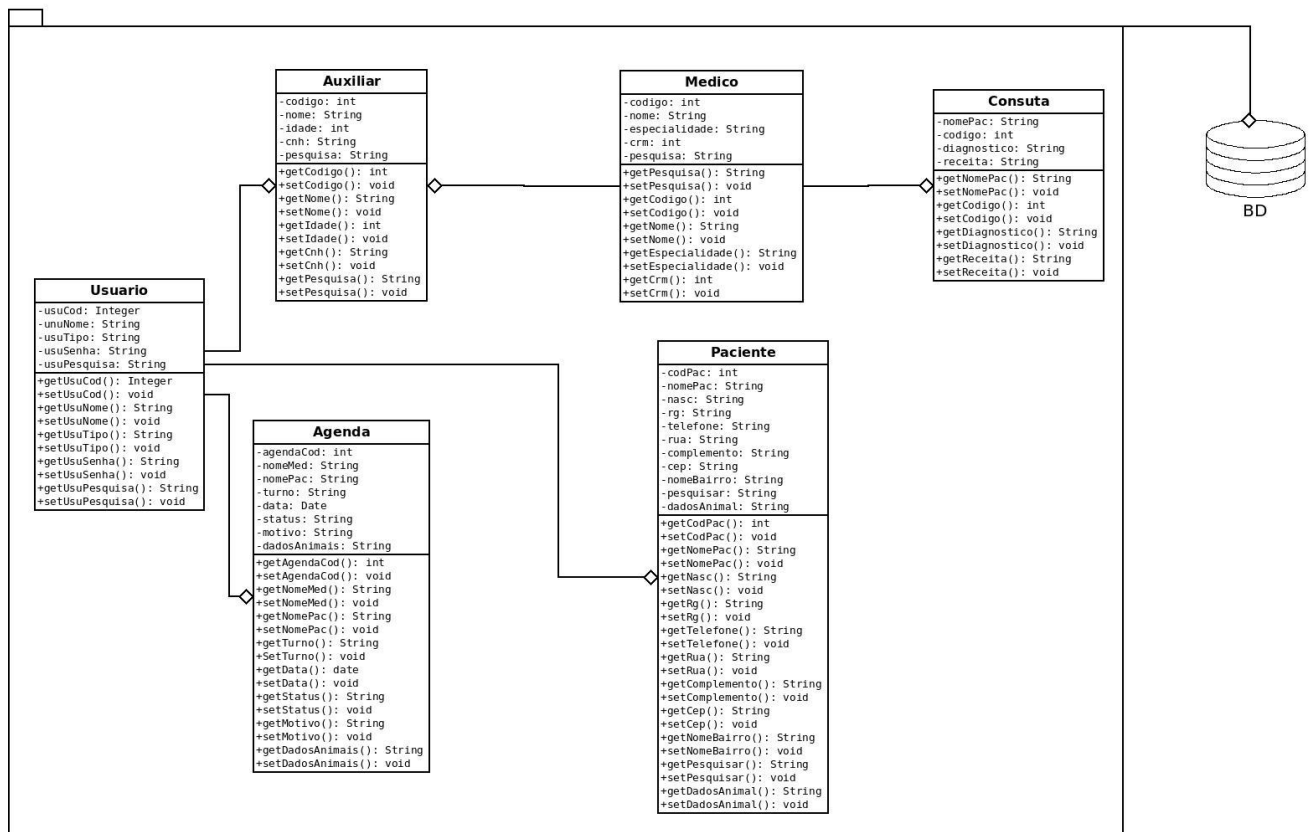 Auxiliar
-codigo: int
-nome: String
-idade: int
-cnh: String
-pesquisa: String
+getCodigo(): int
+setCodigo(): void
+getNome(): String
+setNome(): void
+getIdade(): int
+setIdade(): void
+getCnh(): String
+setCnh(): void
+getPesquisa(): String
+setPesquisa(): void
Medico
-codigo: int
-nome: String
-especialidade: String
-crm: int
-pesquisa: String
+getPesquisa(): String
+setPesquisa(): void
+getCodigo(): int
+setCodigo(): void
+getNome(): String
+setNome(): void
+getEspecialidade(): String
+setEspecialidade(): void
+getCrm(): int
+setCrm(): void
Consuta
-nomePac: String
-codigo: int
-diagnostico: String
-receita: String
+getNomePac(): String
+setNomePac(): void
+getCodigo(): int
+setCodigo(): void
+getDiagnostico(): String
+setDiagnostico(): void
+getReceita(): String
+setReceita(): void
BD
Usuario
-usuCod: Integer
-unuNome: String
-usuTipo: String
-usuSenha: String
-usuPesquisa: String
+getUsuCod(): Integer
+setUsuCod(): void
+getUsuNome(): String
+setUsuNome(): void
+getUsuTipo(): String
+setUsuTipo(): void
+getUsuSenha(): String
+setUsuSenha(): void
+getUsuPesquisa(): String
+setUsuPesquisa(): void
Agenda
-agendaCod: int
-nomeMed: String
-nomePac: String
-turno: String
-data: Date
-status: String
-motivo: String
-dadosAnimais: String
+getAgendaCod(): int
+setAgendaCod(): void
+getNomeMed(): String
+setNomeMed(): void
+getNomePac(): String
+setNomePac(): void
+getTurno(): String
+SetTurno(): void
+getData(): date
+setData(): void
+getStatus(): String
+setStatus(): void
+getMotivo(): String
+setMotivo(): void
+getDadosAnimais(): String
+setDadosAnimais(): void
Paciente
-codPac: int
-nomePac: String
-nasc: String
-rg: String
-telefone: String
-rua: String
-complemento: String
-cep: String
-nomeBairro: String
-pesquisar: String
-dadosAnimal: String
+getCodPac(): int
+setCodPac(): void
+getNomePac(): String
+setNomePac(): void
+getNasc(): String
+setNasc(): void
+getRg(): String
+setRg(): void
+getTelefone(): String
+setTelefone(): void
+getRua(): String
+setRua(): void
+getComplemento(): String
+setComplemento(): void
+getCep(): String
+setCep(): void
+getNomeBairro(): String
+setNomeBairro(): void
+getPesquisar(): String
+setPesquisar(): void
+getDadosAnimal(): String
+setDadosAnimal(): void